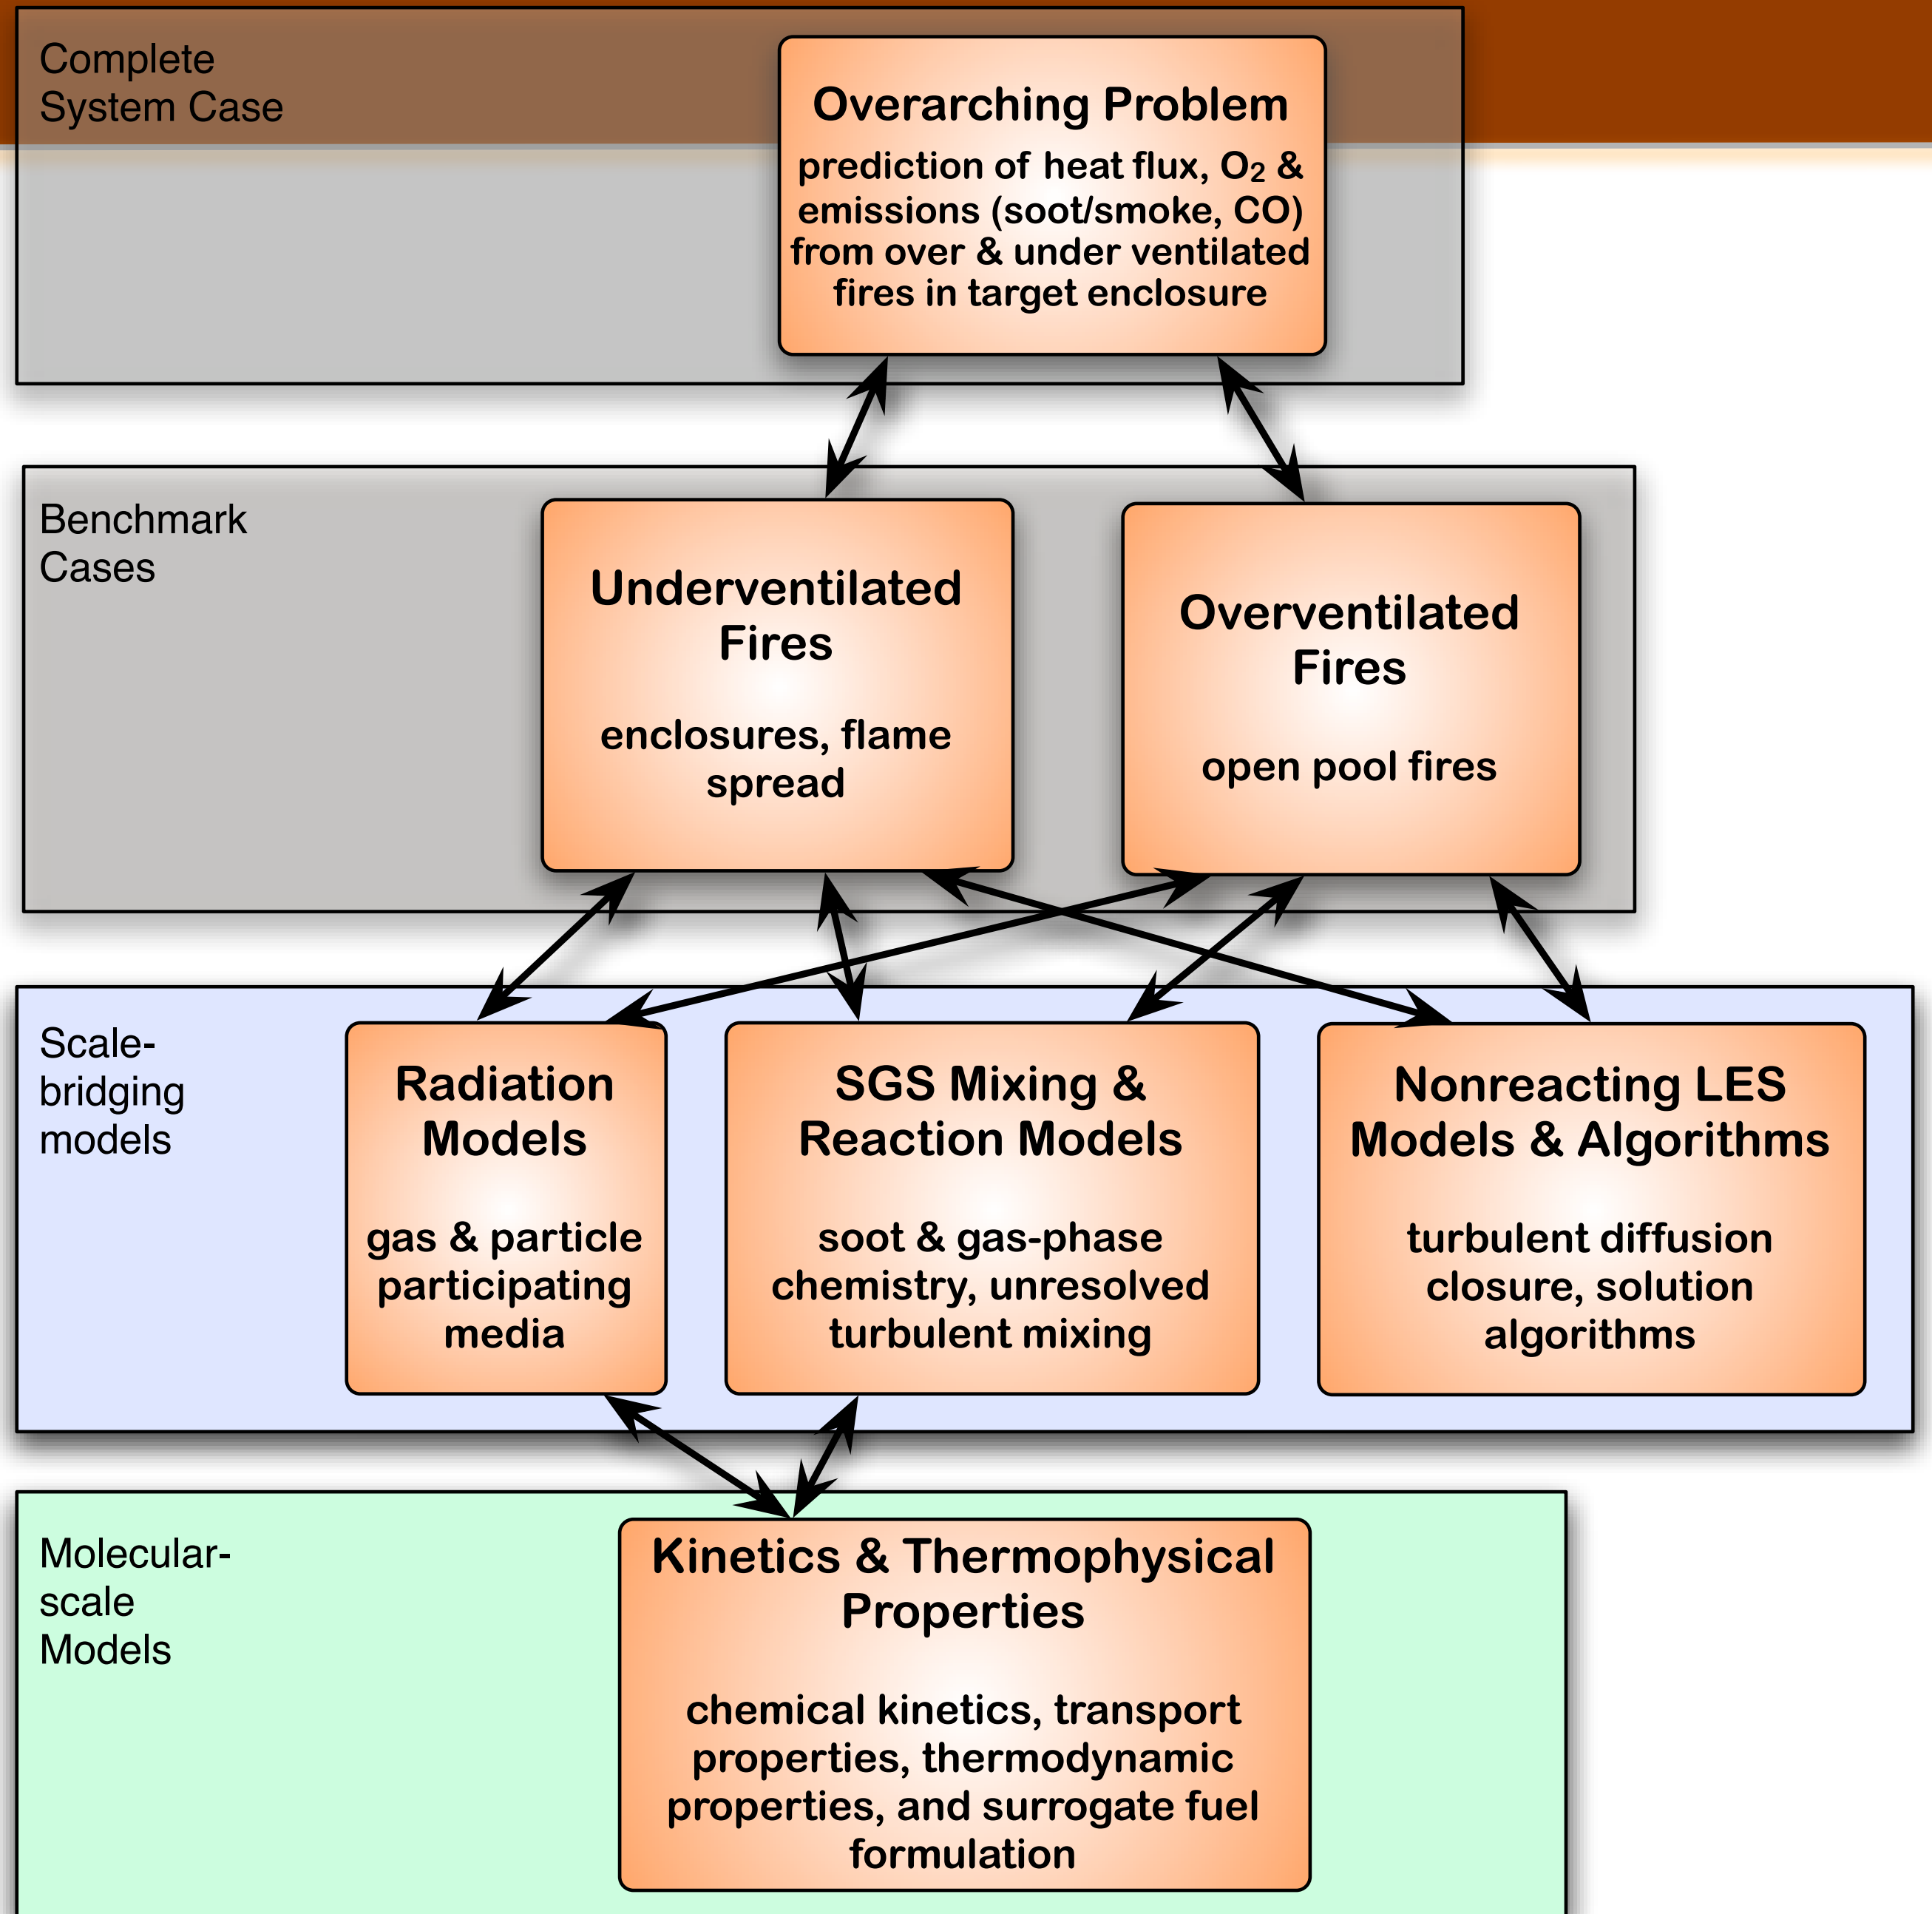 Complete
System Case
Overarching Problem
prediction of heat flux, O₂ &
emissions (soot/smoke, CO)
from over & under ventilated
fires in target enclosure
Benchmark
Cases
Underventilated
Fires
enclosures, flame
spread
Overventilated
Fires
open pool fires
Scale-
bridging
models
Radiation
Models
gas & particle
participating
media
SGS Mixing &
Reaction Models
soot & gas-phase
chemistry, unresolved
turbulent mixing
Nonreacting LES
Models & Algorithms
turbulent diffusion
closure, solution
algorithms
Molecular-
scale
Models
Kinetics & Thermophysical
Properties
chemical kinetics, transport
properties, thermodynamic
properties, and surrogate fuel
formulation